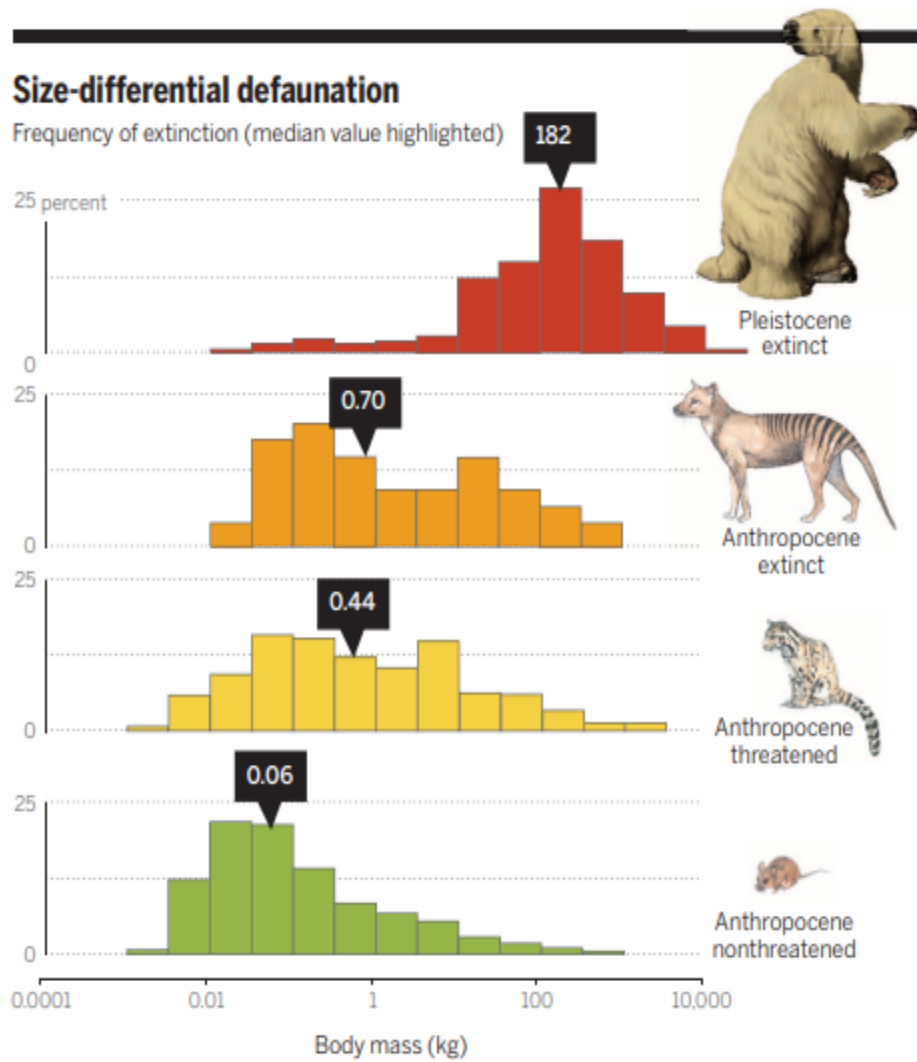 Size-differential defaunation
Frequency of extinction (median value highlighted)
182
25 percent
0
Pleistocene
extinct
25
0.70
0
Anthropocene
extinct
25
0.44
0
Anthropocene
threatened
0.06
25
0
Anthropocene
nonthreatened
0.0001 0.01 1 100 10,000
Body mass (kg)